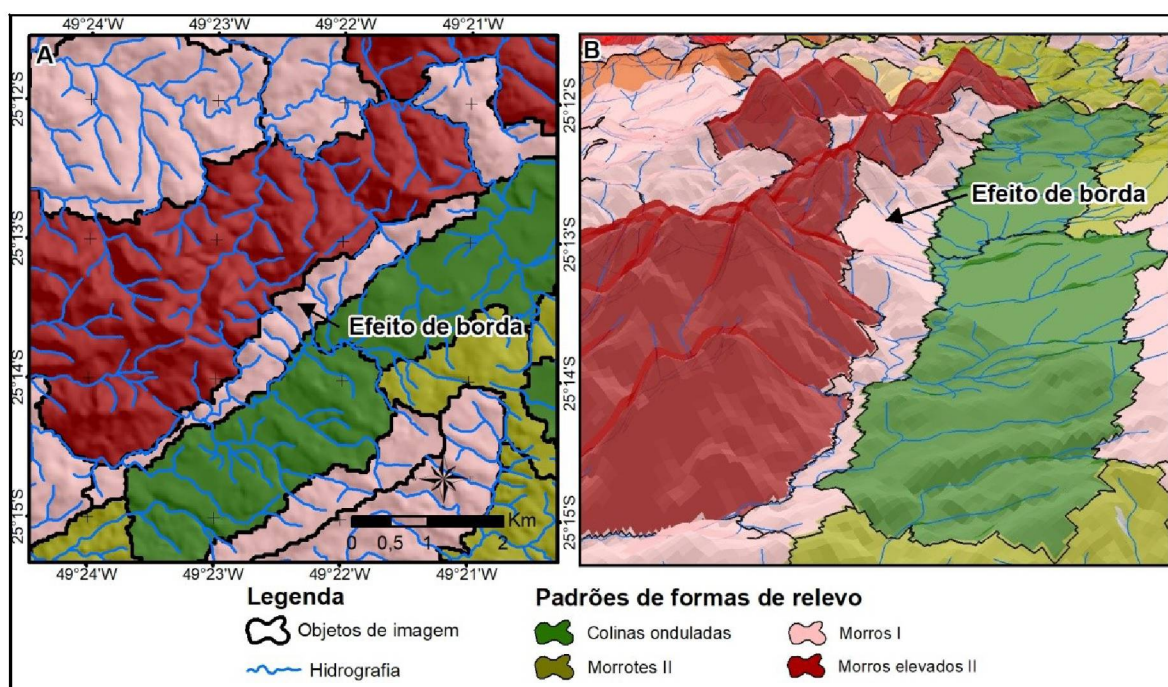 49°24'W 49°23'W 49°22'W 49°21'W
A
B
25°12'S
25°12'S
25°13'S
25°13'S
25°14'S
25°14'S
25°15'S
25°15'S
Efeito de borda
Efeito de borda
Km
0 0,5 1 2
49°24'W 49°23'W 49°22'W 49°21'W
Legenda
Objetos de imagem
Hidrografia
Padrões de formas de relevo
Colinas onduladas
Morros I
Morrotes II
Morros elevados II